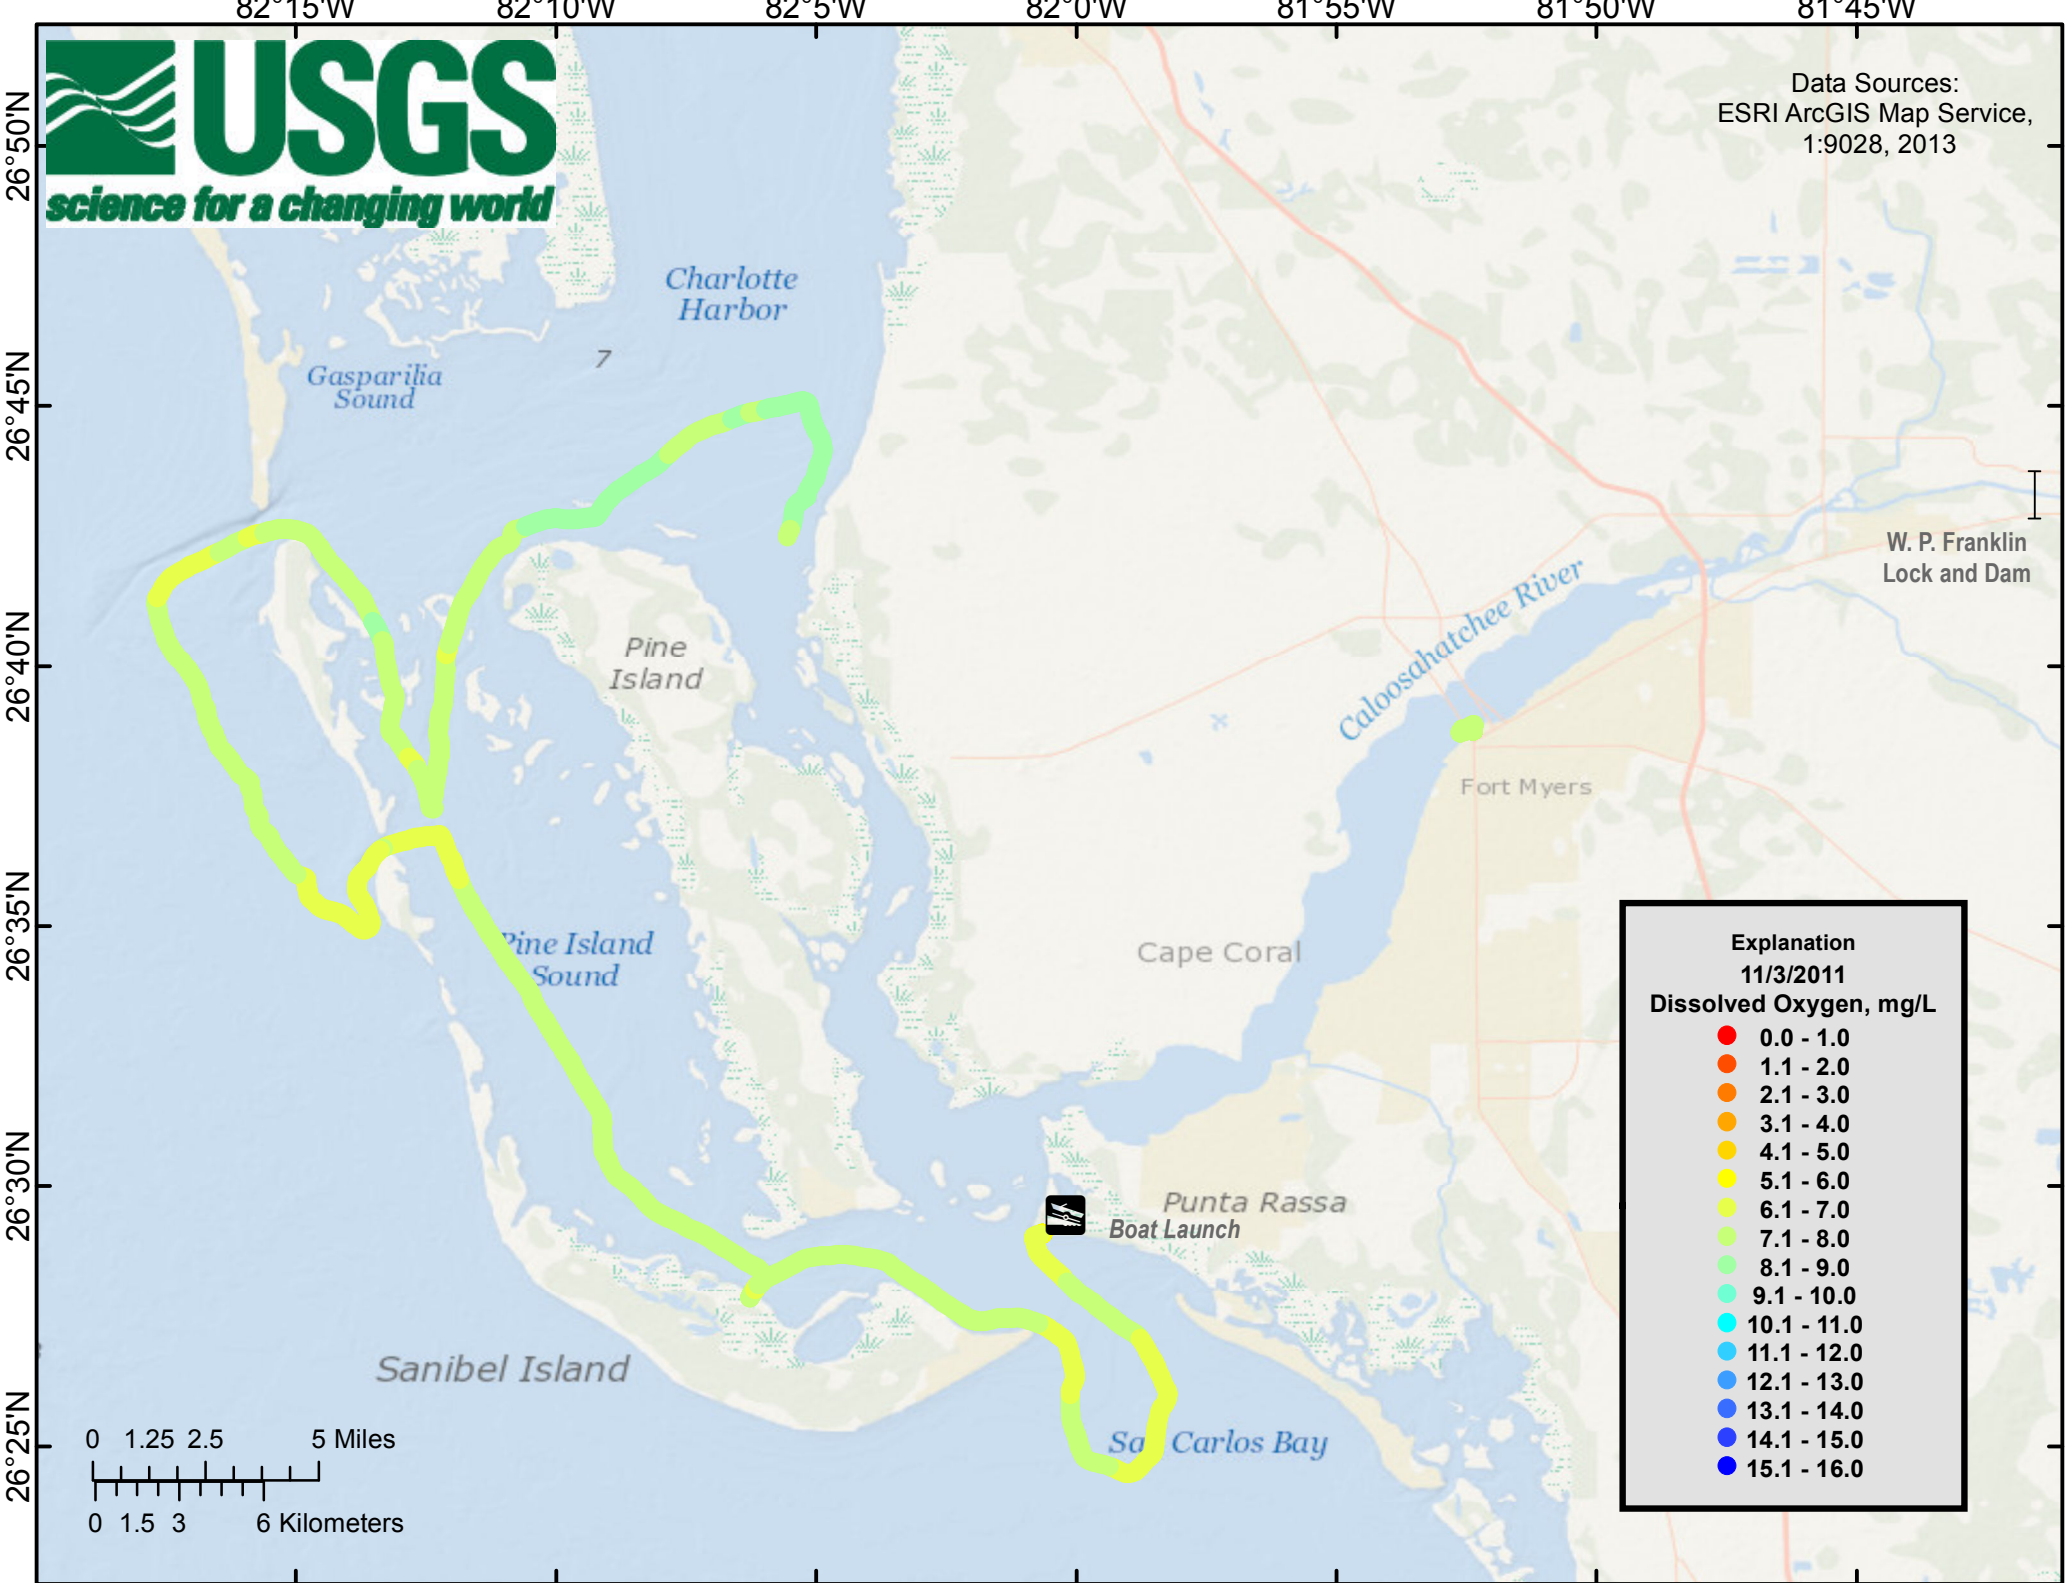 82°15'W
82°10'W
82°5'W
82°0'W
81°55'W
81°50'W
81°45'W
26°50'N
26°45'N
26°40'N
26°35'N
26°30'N
26°25'N
USGS
science for a changing world
Data Sources:
ESRI ArcGIS Map Service,
1:9028, 2013
Charlotte
Harbor
7
Gasparilla
Sound
W. P. Franklin
Lock and Dam
Caloosahatchee River
Pine
Island
Fort Myers
Pine Island
Sound
Cape Coral
Punta Rassa
Boat Launch
Sanibel Island
Carlos Bay
Explanation
11/3/2011
Dissolved Oxygen, mg/L
0.0 - 1.0
1.1 - 2.0
2.1 - 3.0
3.1 - 4.0
4.1 - 5.0
5.1 - 6.0
6.1 - 7.0
7.1 - 8.0
8.1 - 9.0
9.1 - 10.0
10.1 - 11.0
11.1 - 12.0
12.1 - 13.0
13.1 - 14.0
14.1 - 15.0
15.1 - 16.0
0 1.25 2.5 5 Miles
0 1.5 3 6 Kilometers